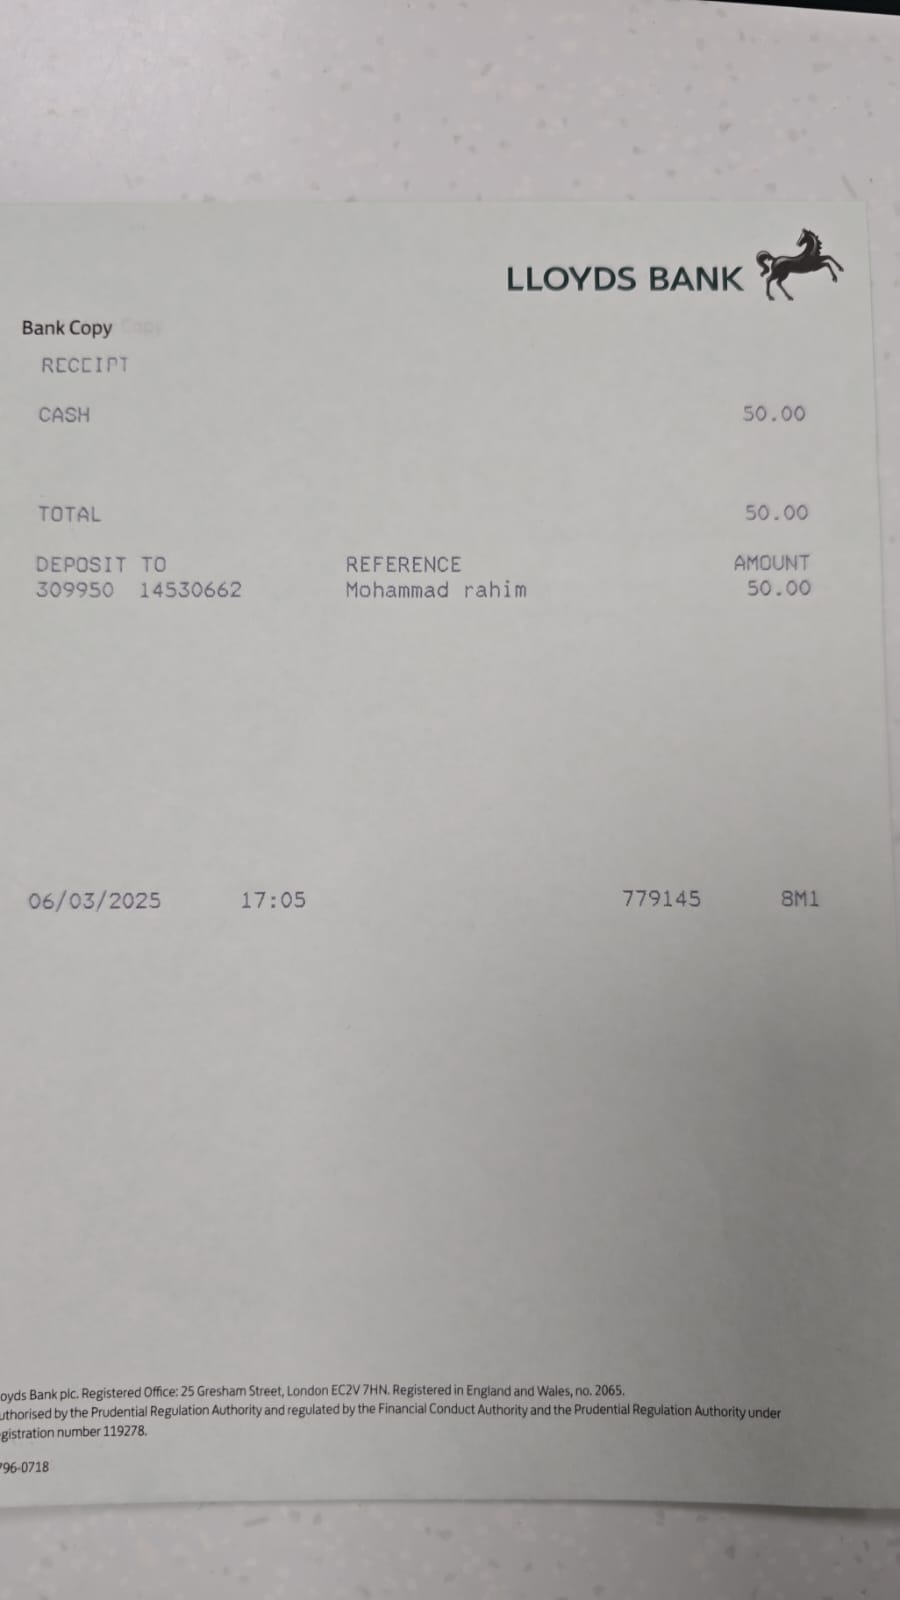 LLOYDS BANK
Bank Copy Copy
RECEIPT
CASH 50.00
TOTAL 50.00
DEPOSIT TO REFERENCE AMOUNT
309950 14530662 Mohammad rahim 50.00
06/03/2025 17:05 779145 8M1
oyds Bank plc. Registered Office: 25 Gresham Street, London EC2V 7HN. Registered in England and Wales, no. 2065.
uthorised by the Prudential Regulation Authority and regulated by the Financial Conduct Authority and the Prudential Regulation Authority under
gistration number 119278.
796-0718